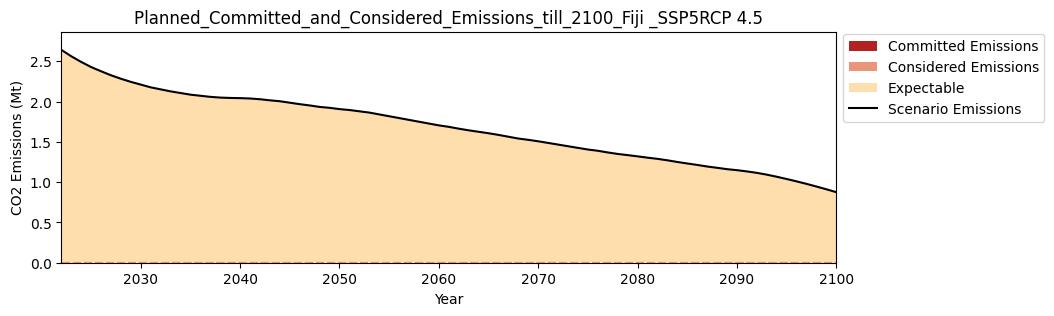 Planned_Committed_and_Considered_Emissions_till_2100_Fiji _SSP5RCP 4.5
Committed Emissions
Considered Emissions
Expectable
Scenario Emissions
CO2 Emissions (Mt)
2.5
2.0
1.5
1.0
0.5
0.0
2030 2040 2050 2060 2070 2080 2090 2100
Year